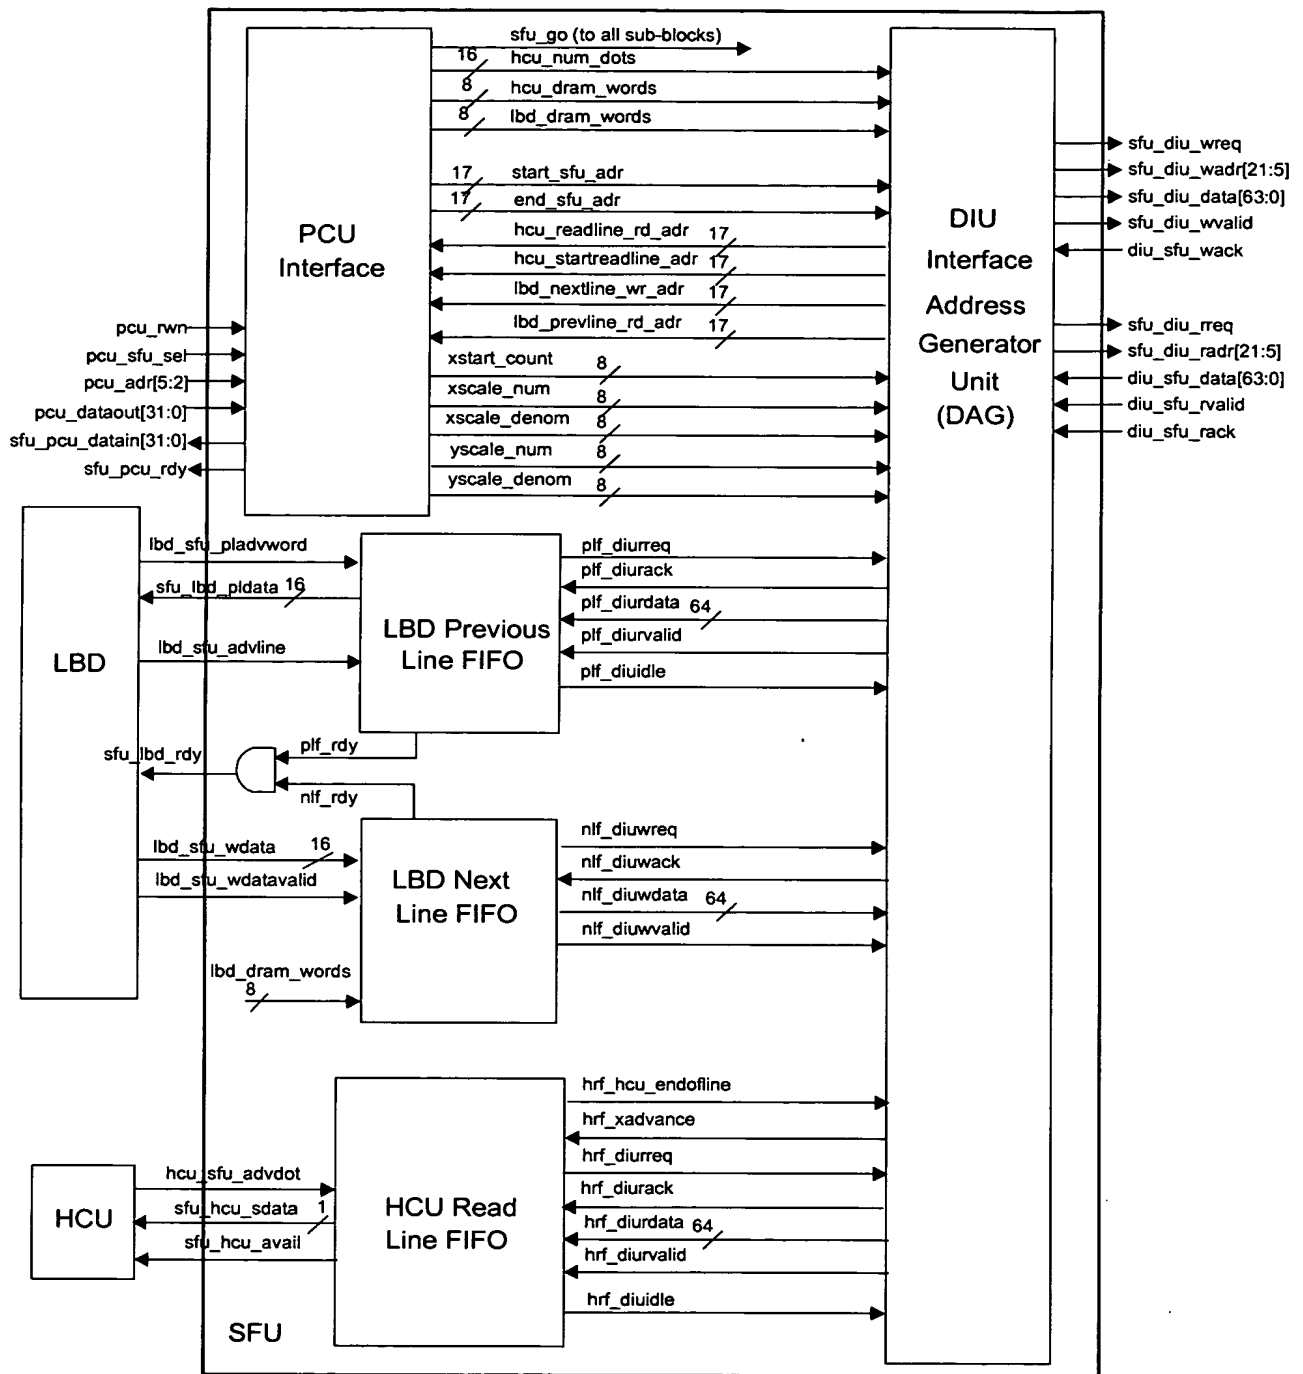 sfu_go (to all sub-blocks)
16
hcu_num_dots
8
hcu_dram_words
8
lbd_dram_words
17
start_sfu_adr
17
end_sfu_adr
hcu_readline_rd_adr
17
hcu_startreadline_adr
17
lbd_nextline_wr_adr
17
lbd_prevline_rd_adr
17
xstart_count
8
xscale_num
8
xscale_denom
8
yscale_num
8
yscale_denom
8
PCU
Interface
DIU
Interface
Address
Generator
Unit
(DAG)
sfu_diu_wreq
sfu_diu_wadr[21:5]
sfu_diu_data[63:0]
sfu_diu_wvalid
diu_sfu_wack
sfu_diu_rreq
sfu_diu_radr[21:5]
diu_sfu_data[63:0]
diu_sfu_rvalid
diu_sfu_rack
pcu_rwn
pcu_sfu_sel
pcu_adr[5:2]
pcu_dataout[31:0]
sfu_pcu_datain[31:0]
sfu_pcu_rdy
LBD
lbd_sfu_pladvword
sfu_lbd_pldata
16
lbd_sfu_advline
LBD Previous
Line FIFO
plf_diurreq
plf_diurack
plf_diurdata
64
plf_diurvalid
plf_diuidle
sfu_lbd_rdy
plf_rdy
nlf_rdy
lbd_sfu_wdata
16
lbd_sfu_wdatavalid
lbd_dram_words
8
LBD Next
Line FIFO
nlf_diuwreq
nlf_diuwack
nlf_diuwdata
64
nlf_diuwvalid
HCU
hcu_sfu_advdot
sfu_hcu_sdata
1
sfu_hcu_avail
HCU Read
Line FIFO
hrf_hcu_endofline
hrf_xadvance
hrf_diurreq
hrf_diurack
hrf_diurdata
64
hrf_diurvalid
hrf_diuidle
SFU